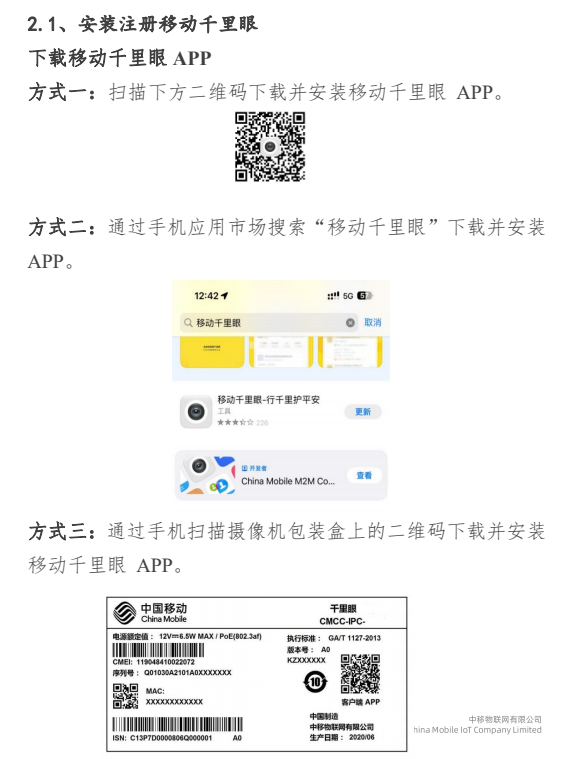 2.1、安装注册移动千里眼
下载移动千里眼 APP
方式一：扫描下方二维码下载并安装移动千里眼 APP。
方式二：通过手机应用市场搜索“移动千里眼”下载并安装
APP。
12:42
5G
移动千里眼
取消
移动千里眼-行千里护平安
工具
226
更新
开发者
China Mobile M2M Co...
查看
方式三：通过手机扫描摄像机包装盒上的二维码下载并安装
移动千里眼 APP。
中国移动
China Mobile
千里眼
CMCC-IPC-
电源额定值： 12V⎓6.5W MAX / PoE(802.3af)
CMEI: 119048410022072
序列号： Q01030A2101A0XXXXXXX
MAC:
XXXXXXXXXXXX
ISN: C13P7D0000806Q000001 A0
执行标准： GA/T 1127-2013
版本号： A0
KZXXXXXX
10
客户端 APP
中国制造
中移物联网有限公司
生产日期： 2020/06
中移物联网有限公司
hina Mobile IoT Company Limited